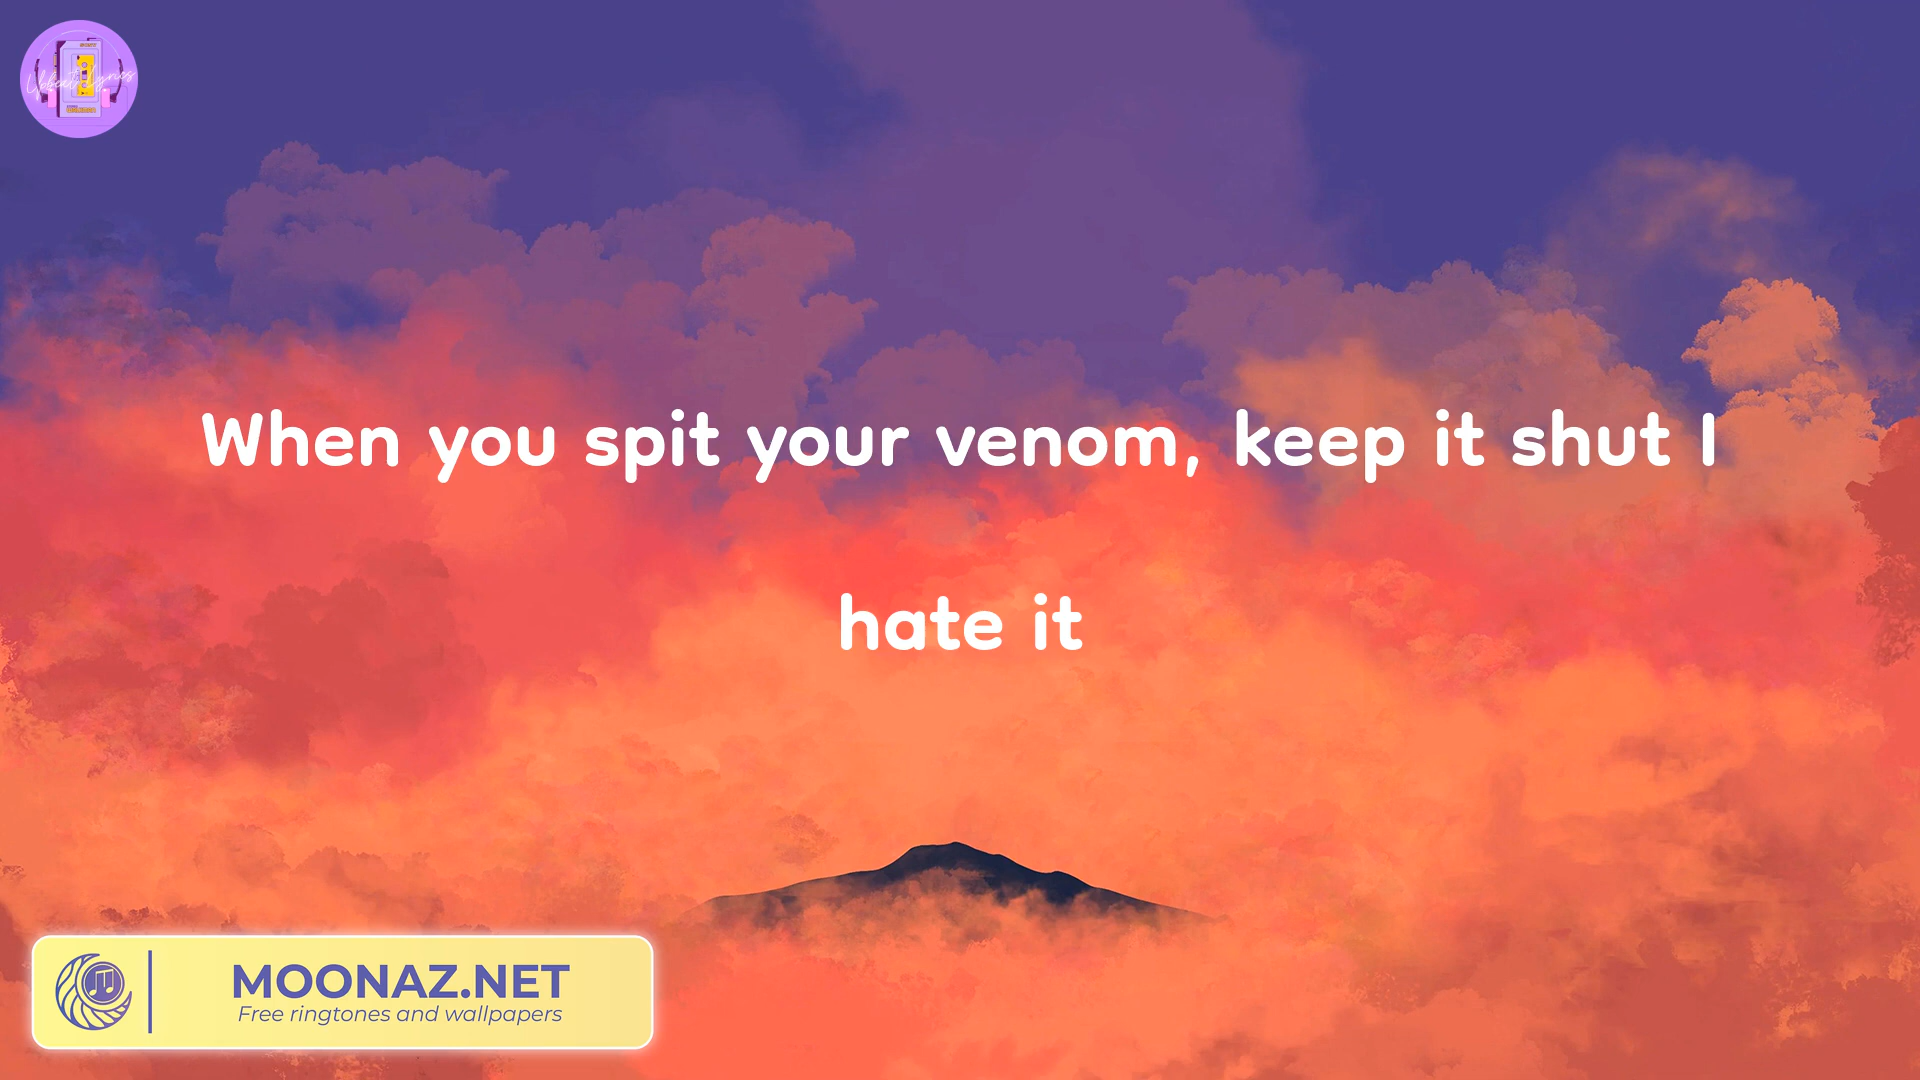 When you spit your venom, keep it shut I
hate it
MOONAZ.NET
Free ringtones and wallpapers